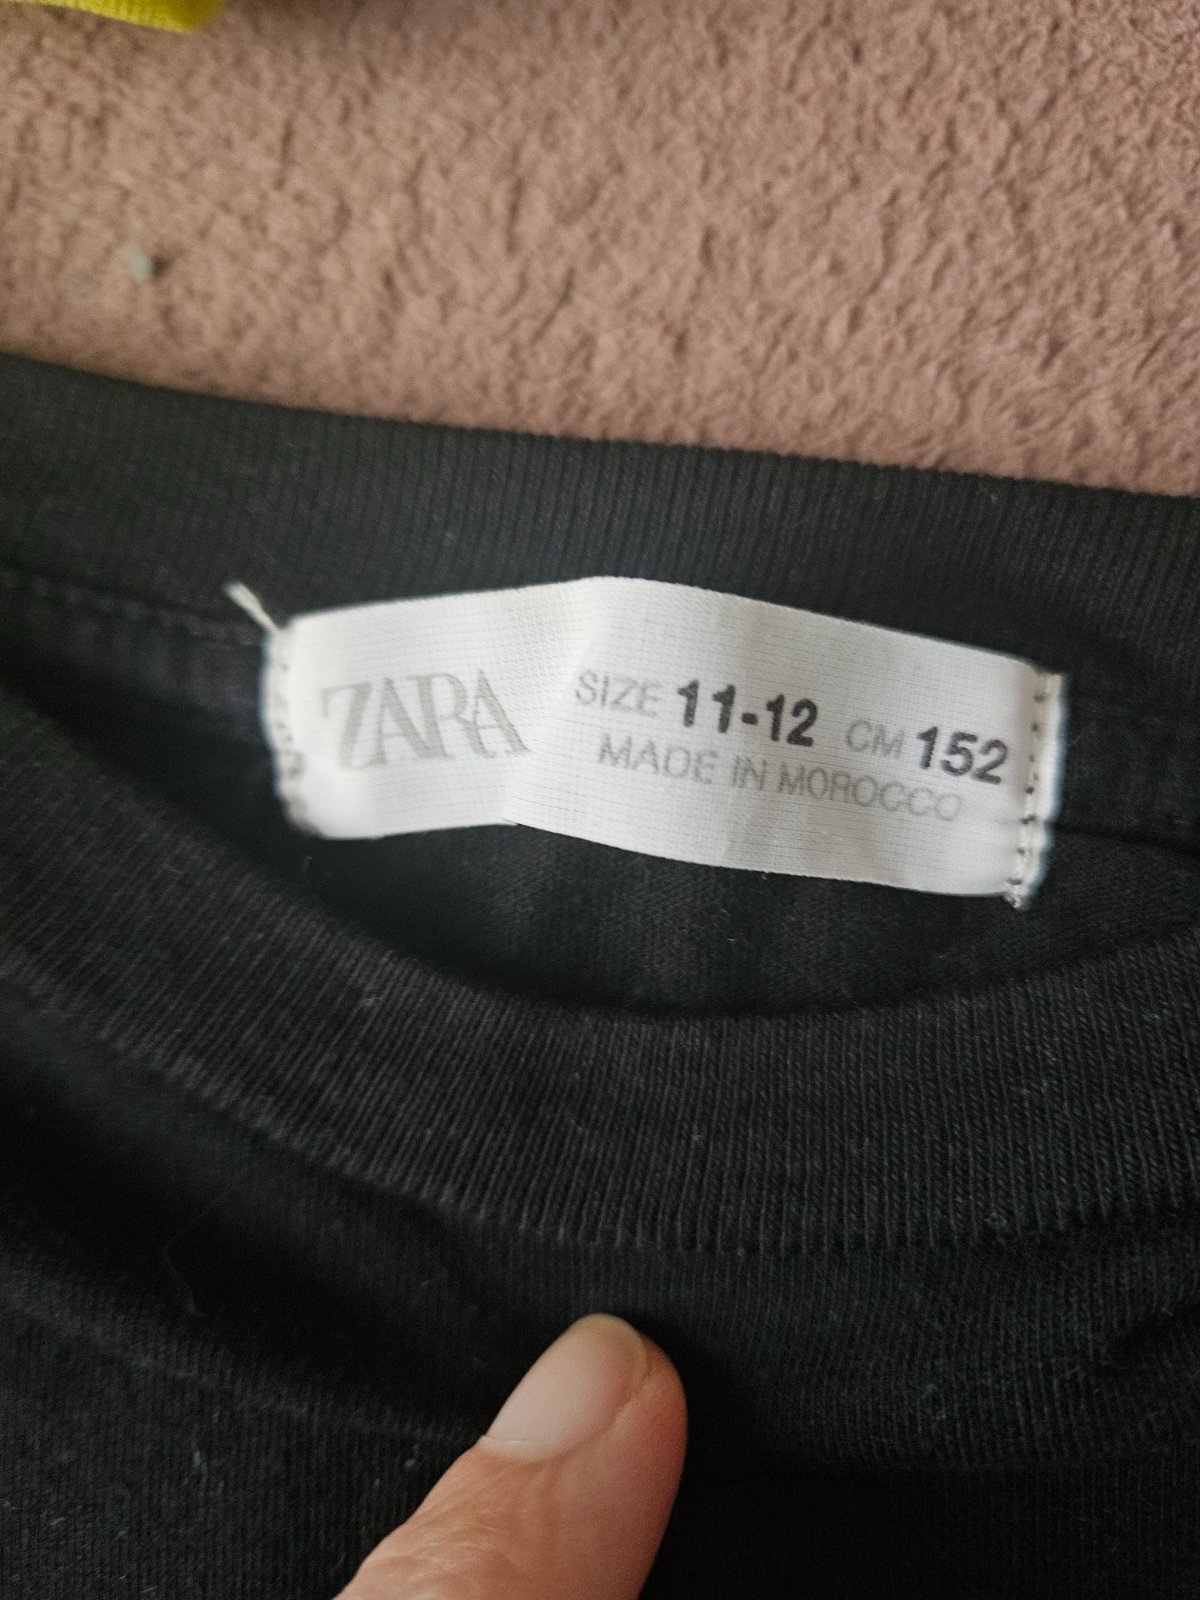 ZARA
SIZE 11-12 CM 152
MADE IN MOROCCO